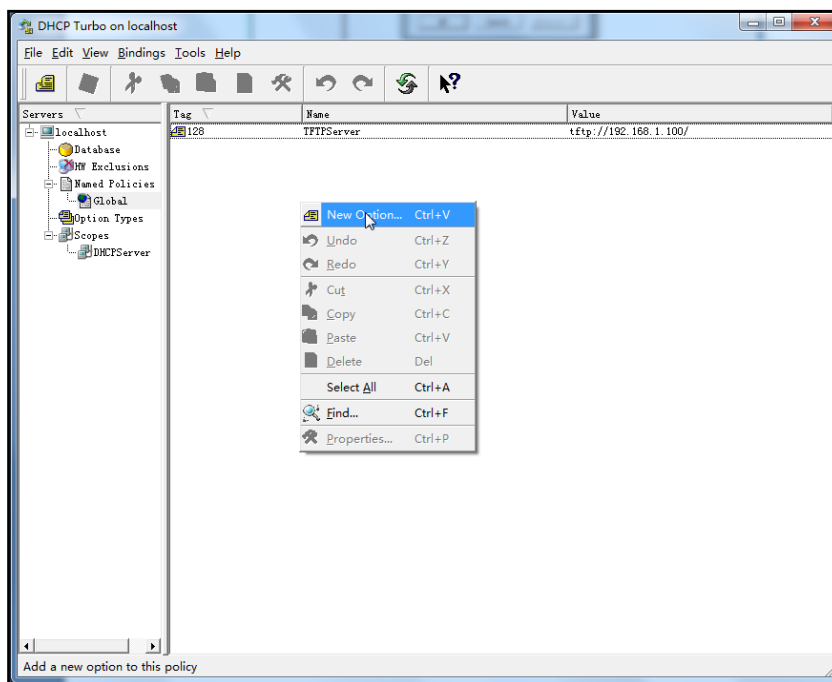 DHCP Turbo on localhost
File Edit View Bindings Tools Help
Servers Tag Name Value
localhost 128 TFTPServer tftp://192.168.1.100/
Database
HW Exclusions
Named Policies
Global
Option Types
Scopes
DHCPServer
New Option... Ctrl+V
Undo Ctrl+Z
Redo Ctrl+Y
Cut Ctrl+X
Copy Ctrl+C
Paste Ctrl+V
Delete Del
Select All Ctrl+A
Find... Ctrl+F
Properties... Ctrl+P
Add a new option to this policy